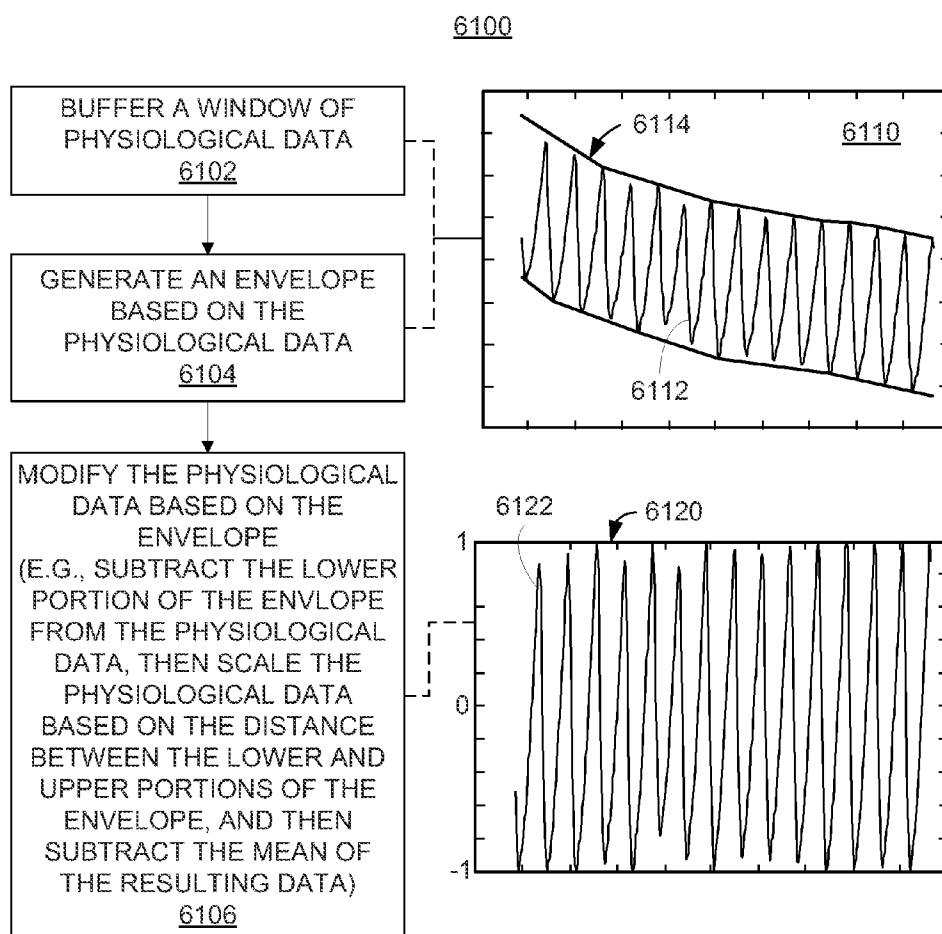 6100
BUFFER A WINDOW OF
PHYSIOLOGICAL DATA
6102
GENERATE AN ENVELOPE
BASED ON THE
PHYSIOLOGICAL DATA
6104
MODIFY THE PHYSIOLOGICAL
DATA BASED ON THE
ENVELOPE
(E.G., SUBTRACT THE LOWER
PORTION OF THE ENVLOPE
FROM THE PHYSIOLOGICAL
DATA, THEN SCALE THE
PHYSIOLOGICAL DATA
BASED ON THE DISTANCE
BETWEEN THE LOWER AND
UPPER PORTIONS OF THE
ENVELOPE, AND THEN
SUBTRACT THE MEAN OF
THE RESULTING DATA)
6106
6114
6110
6112
6122
6120
1
0
-1